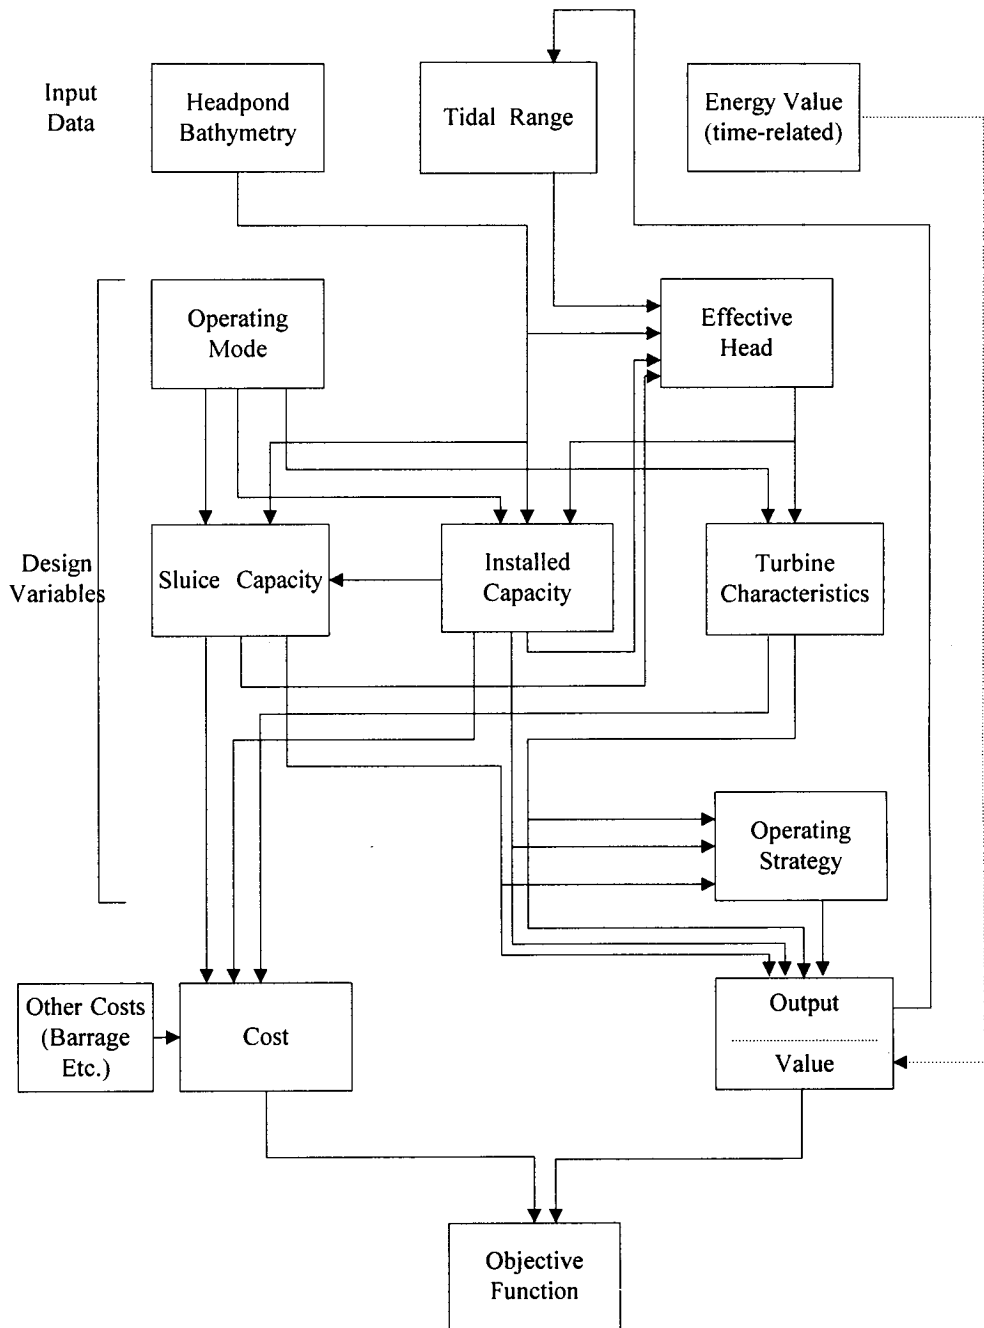 Input
Data
Headpond
Bathymetry
Tidal Range
Energy Value
(time-related)
Operating
Mode
Effective
Head
Design
Variables
Sluice Capacity
Installed
Capacity
Turbine
Characteristics
Operating
Strategy
Other Costs
(Barrage
Etc.)
Cost
Output
Value
Objective
Function